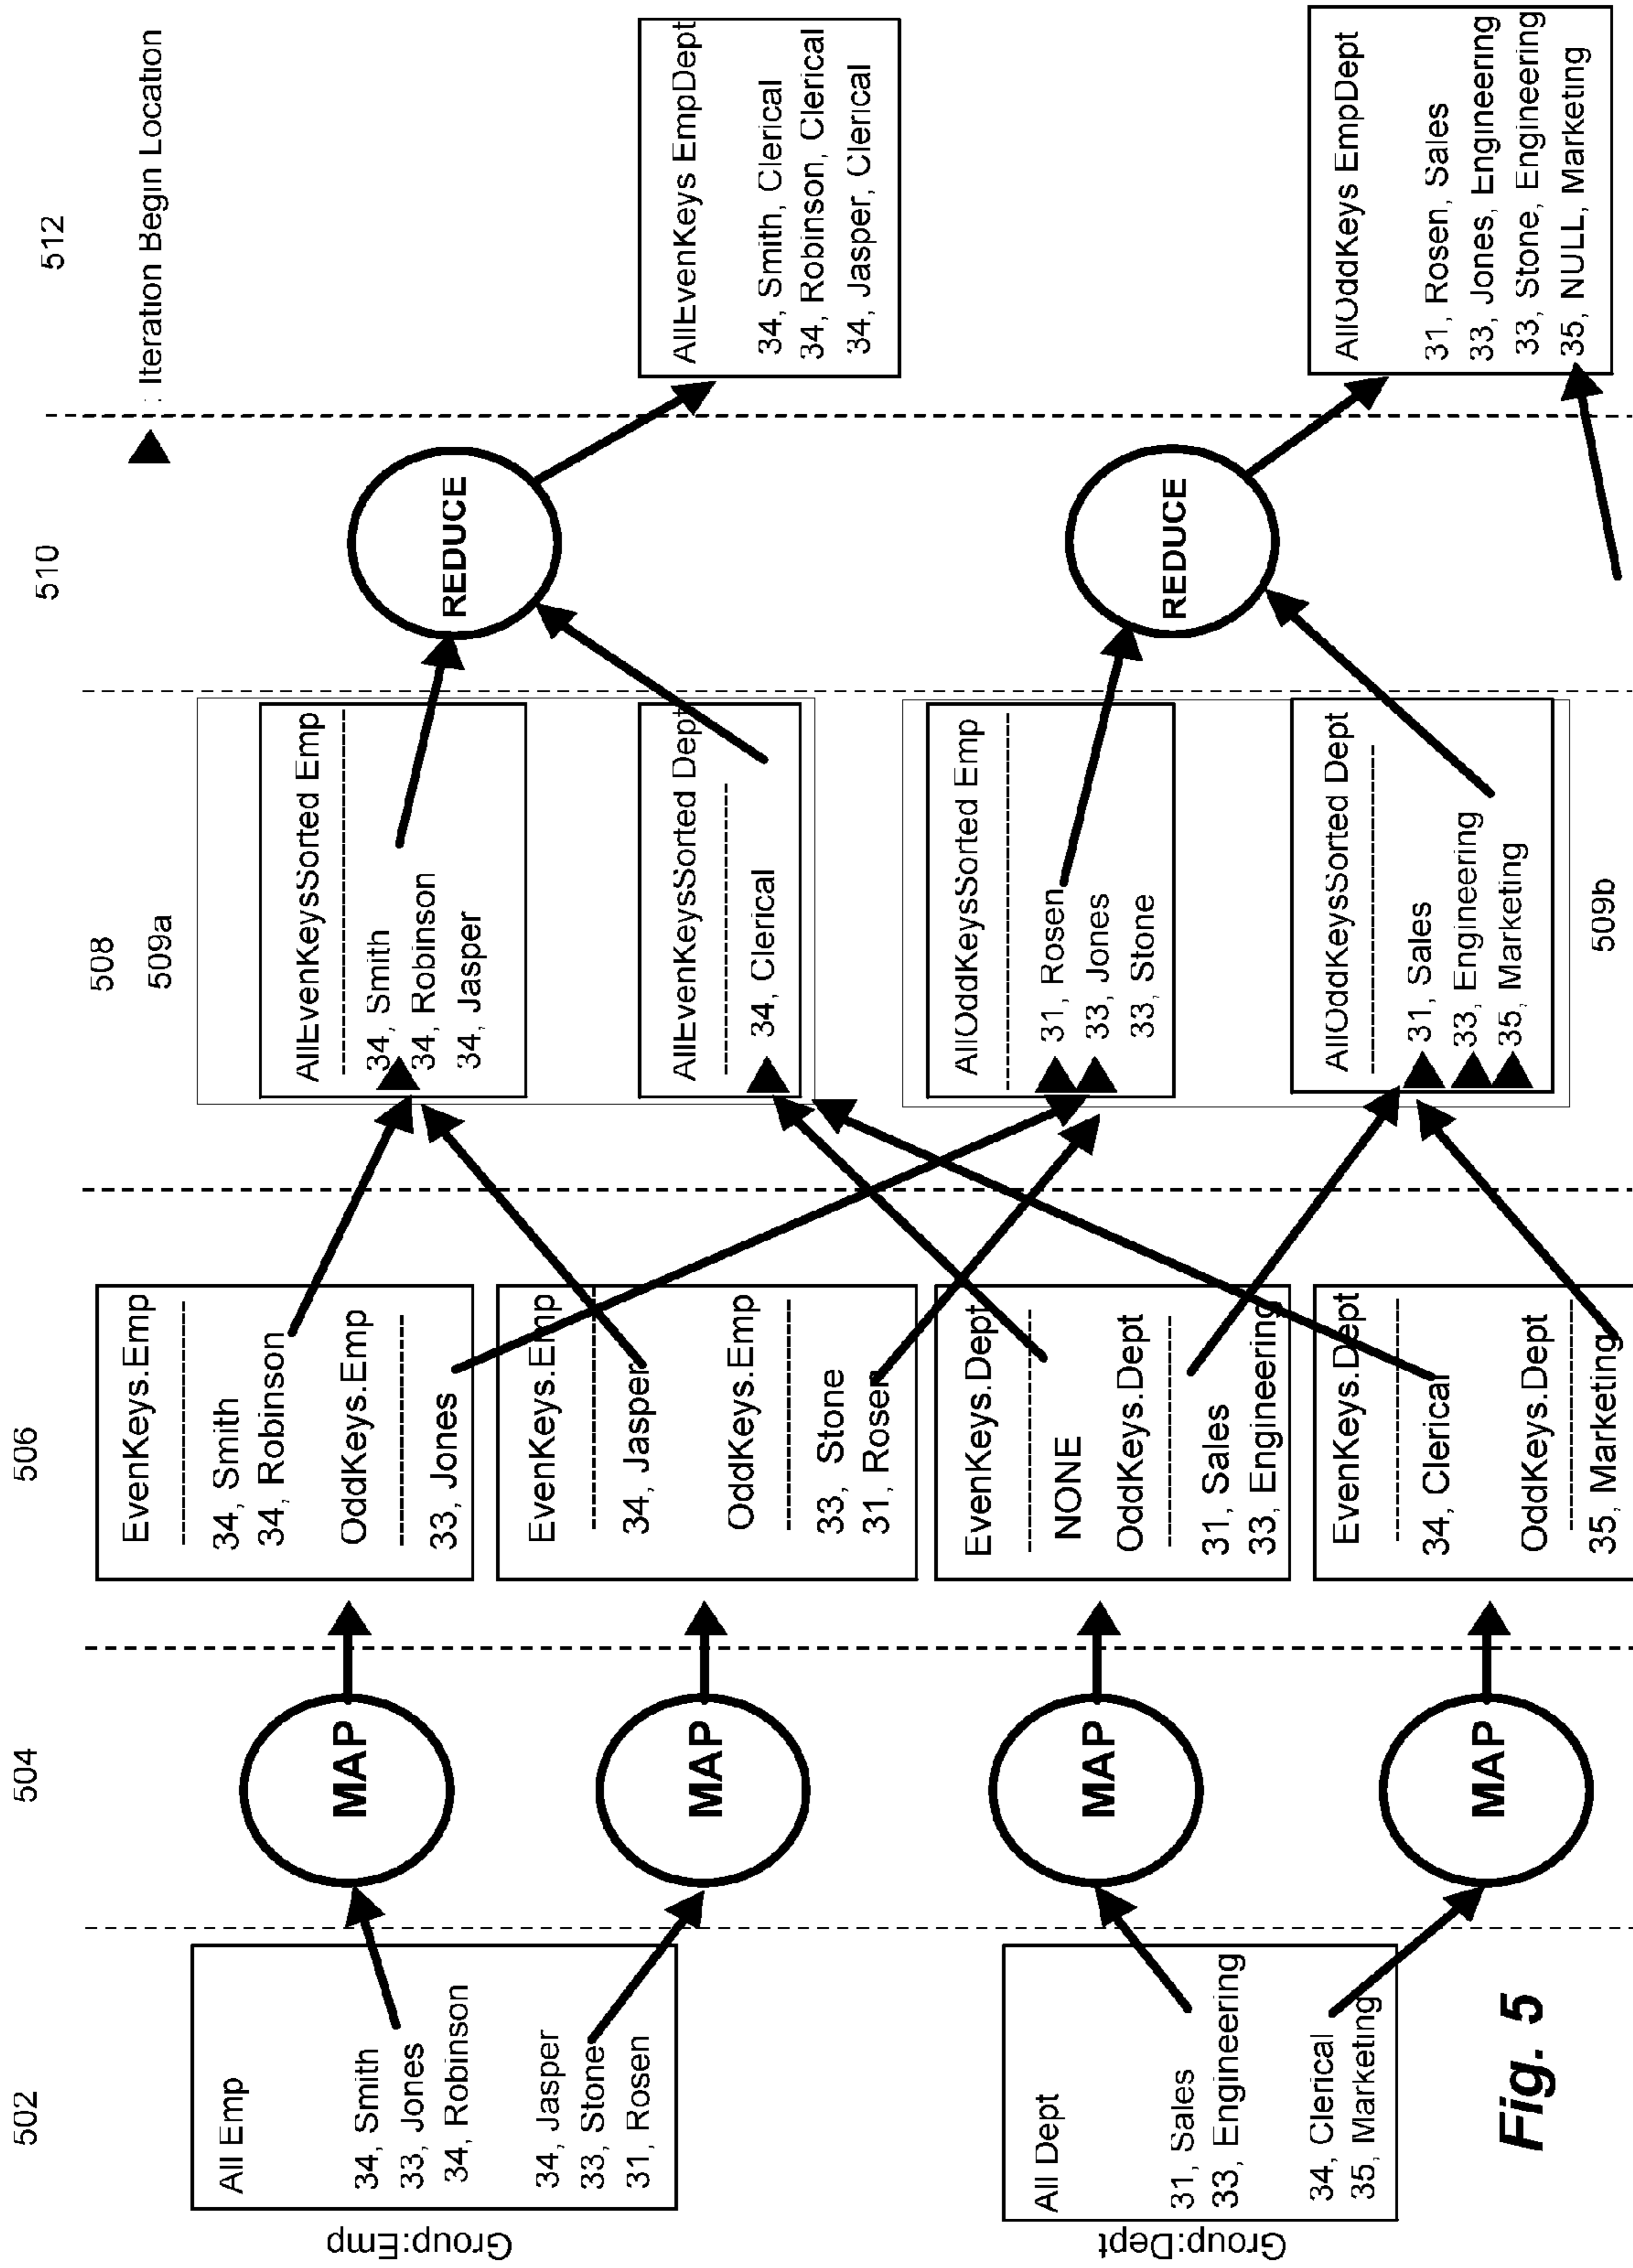 502
504
506
508
510
512
: Iteration Begin Location
Group:Emp
All Emp
34, Smith
33, Jones
34, Robinson
34, Jasper
33, Stone
31, Rosen
Group:Dept
All Dept
31, Sales
33, Engineering
34, Clerical
35, Marketing
MAP
MAP
MAP
MAP
EvenKeys.Emp
34, Smith
34, Robinson
OddKeys.Emp
33, Jones
EvenKeys.Emp
34, Jasper
OddKeys.Emp
33, Stone
31, Rosen
EvenKeys.Dept
NONE
OddKeys.Dept
31, Sales
33, Engineering
EvenKeys.Dept
34, Clerical
OddKeys.Dept
35, Marketing
509a
AllEvenKeysSorted Emp
34, Smith
34, Robinson
34, Jasper
AllEvenKeysSorted Dept
34, Clerical
AllOddKeysSorted Emp
31, Rosen
33, Jones
33, Stone
AllOddKeysSorted Dept
31, Sales
33, Engineering
35, Marketing
509b
REDUCE
REDUCE
AllEvenKeys EmpDept
34, Smith, Clerical
34, Robinson, Clerical
34, Jasper, Clerical
AllOddKeys EmpDept
31, Rosen, Sales
33, Jones, Engineering
33, Stone, Engineering
35, NULL, Marketing
Fig. 5